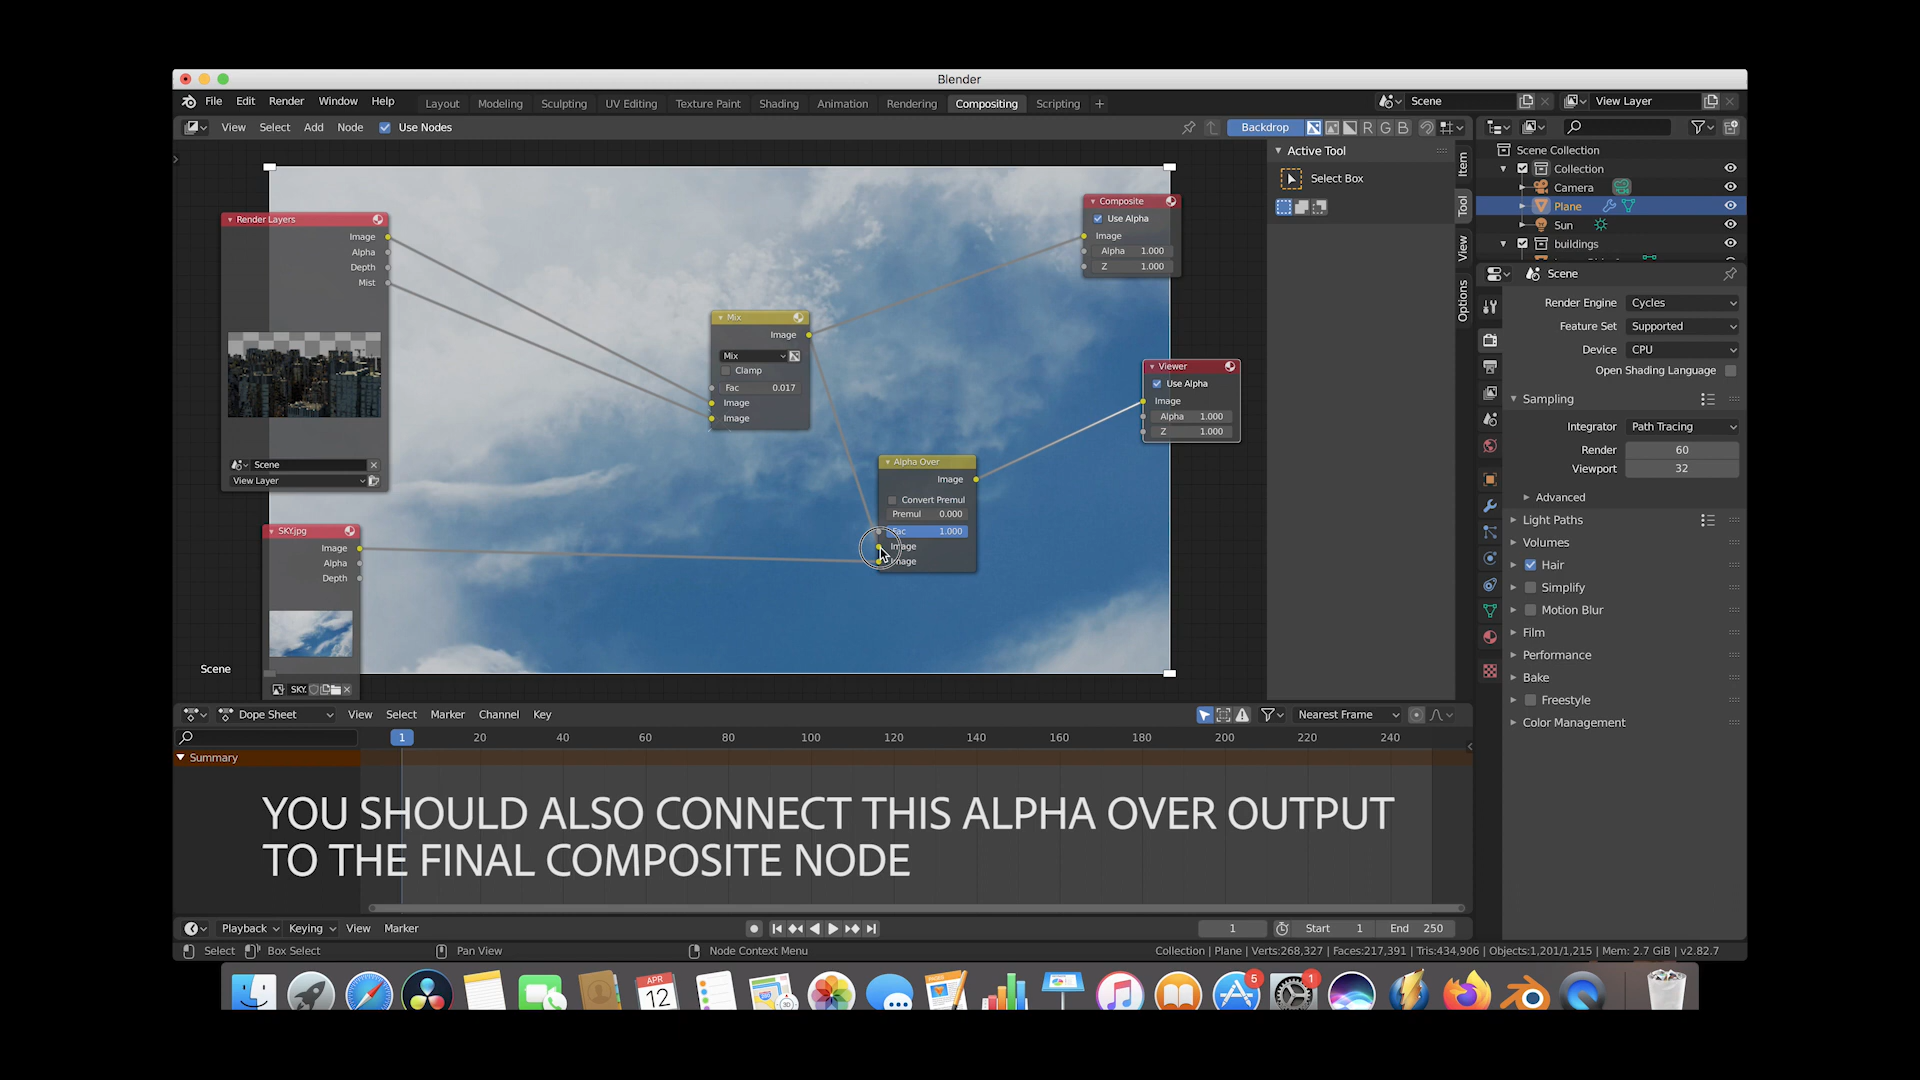 Blender
File Edit Render Window Help Layout Modeling Sculpting UV Editing Texture Paint Shading Animation Rendering Compositing Scripting + Scene View Layer
View Select Add Node Use Nodes Backdrop R G B
Active Tool
Select Box
Item
Tool
View
Options
Scene Collection
Collection
Camera
Plane
Sun
buildings
Render Layers
Image
Alpha
Depth
Mist
Scene
View Layer
SKY.jpg
Image
Alpha
Depth
SKY.
Mix
Image
Mix
Clamp
Fac 0.017
Image
Image
Alpha Over
Image
Convert Premul
Premul 0.000
Fac 1.000
Image
Image
Composite
Use Alpha
Image
Alpha 1.000
Z 1.000
Viewer
Use Alpha
Image
Alpha 1.000
Z 1.000
Scene
Scene
Render Engine Cycles
Feature Set Supported
Device CPU
Open Shading Language
Sampling
Integrator Path Tracing
Render 60
Viewport 32
Advanced
Light Paths
Volumes
Hair
Simplify
Motion Blur
Film
Performance
Bake
Freestyle
Color Management
Dope Sheet View Select Marker Channel Key Nearest Frame
1 20 40 60 80 100 120 140 160 180 200 220 240
Summary
YOU SHOULD ALSO CONNECT THIS ALPHA OVER OUTPUT
TO THE FINAL COMPOSITE NODE
Playback Keying View Marker 1 Start 1 End 250
Select Box Select Pan View Node Context Menu Collection | Plane | Verts:268,327 | Faces:217,391 | Tris:434,906 | Objects:1,201/1,215 | Mem: 2.7 GiB | v2.82.7
APR
12
5
1